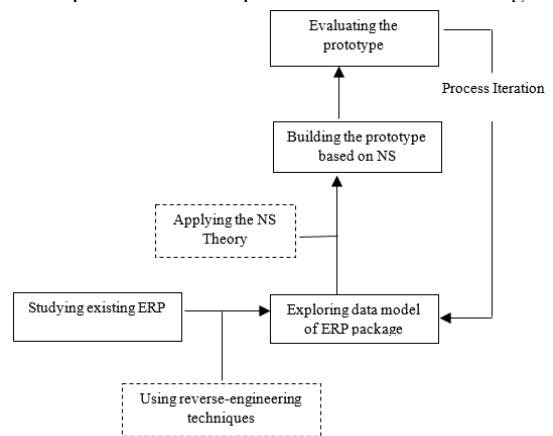 Evaluating the
prototype
Process Iteration
Building the prototype
based on NS
Applying the NS
Theory
Studying existing ERP
Exploring data model
of ERP package
Using reverse-engineering
techniques